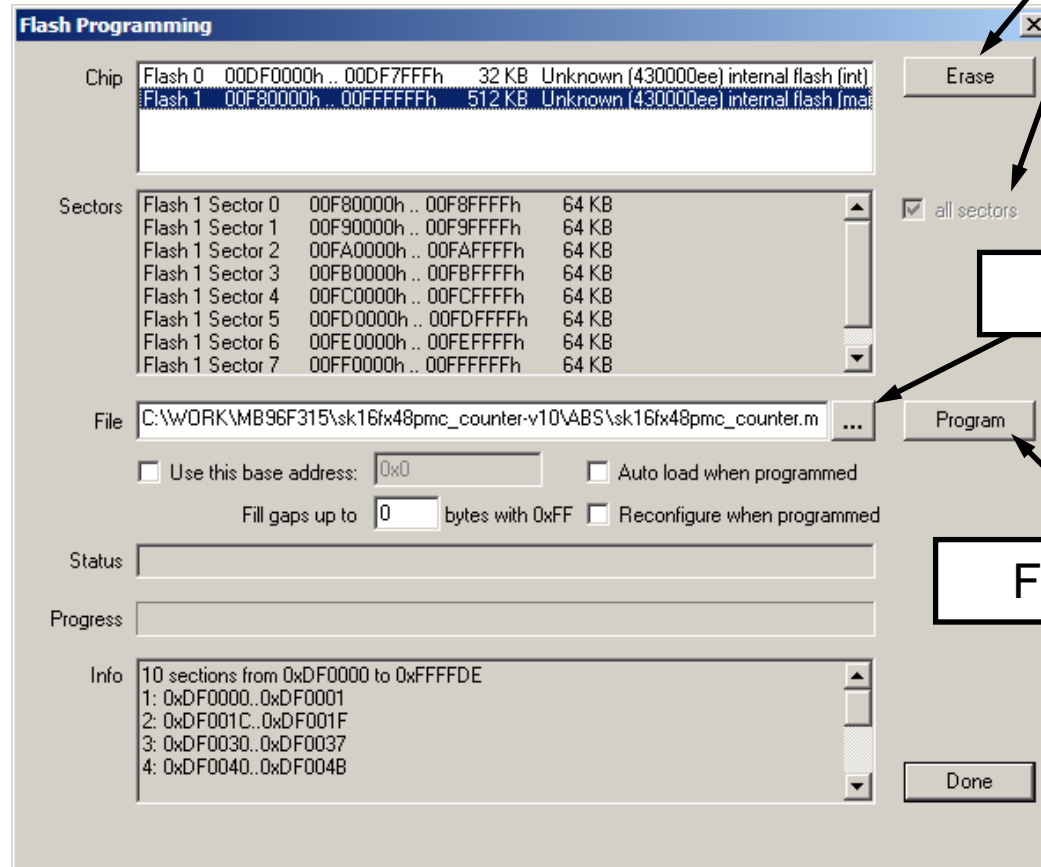 Flash Programming
Chip
Flash 0 00DF0000h .. 00DF7FFFh 32 KB Unknown (430000ee) internal flash (int)
Flash 1 00F80000h .. 00FFFFFFh 512 KB Unknown (430000ee) internal flash (mai
Erase
Sectors
Flash 1 Sector 0 00F80000h .. 00F8FFFFh 64 KB
Flash 1 Sector 1 00F90000h .. 00F9FFFFh 64 KB
Flash 1 Sector 2 00FA0000h .. 00FAFFFFh 64 KB
Flash 1 Sector 3 00FB0000h .. 00FBFFFFh 64 KB
Flash 1 Sector 4 00FC0000h .. 00FCFFFFh 64 KB
Flash 1 Sector 5 00FD0000h .. 00FDFFFFh 64 KB
Flash 1 Sector 6 00FE0000h .. 00FEFFFFh 64 KB
Flash 1 Sector 7 00FF0000h .. 00FFFFFFh 64 KB
all sectors
File C:\WORK\MB96F315\sk16fx48pmc_counter-v10\ABS\sk16fx48pmc_counter.m ... Program
Use this base address: 0x0 Auto load when programmed
Fill gaps up to 0 bytes with 0xFF Reconfigure when programmed
Status
F
Progress
Info
10 sections from 0xDF0000 to 0xFFFFDE
1: 0xDF0000..0xDF0001
2: 0xDF001C..0xDF001F
3: 0xDF0030..0xDF0037
4: 0xDF0040..0xDF004B
Done